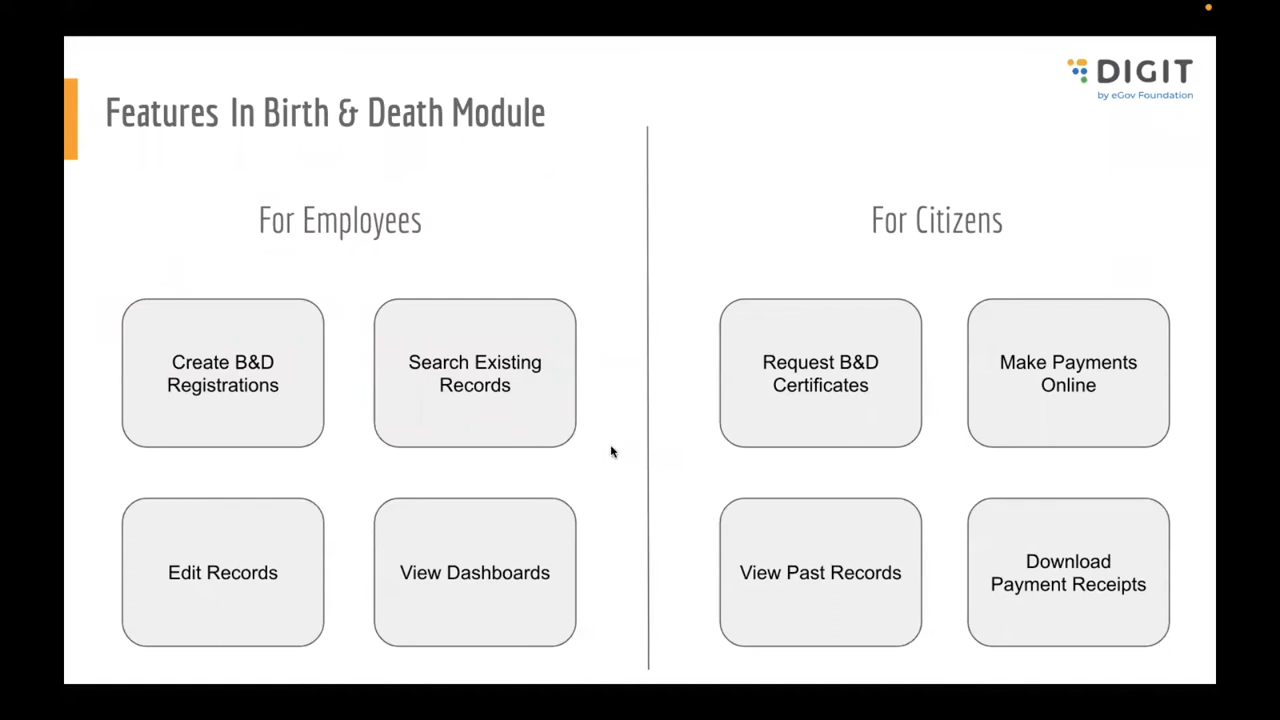 DIGIT
by eGov Foundation
Features In Birth & Death Module
For Employees
For Citizens
Create B&D
Registrations
Search Existing
Records
Request B&D
Certificates
Make Payments
Online
Edit Records
View Dashboards
View Past Records
Download
Payment Receipts